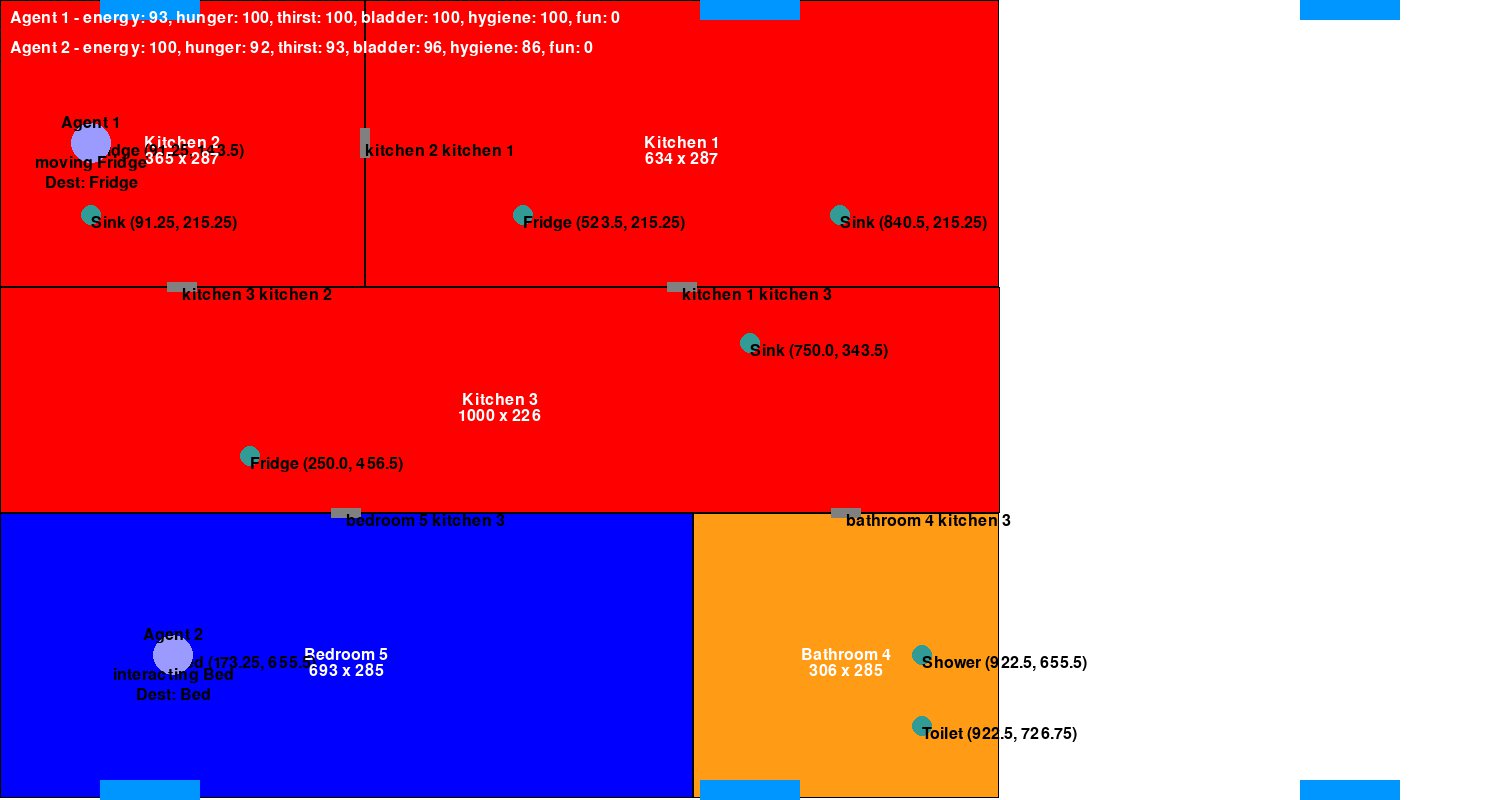 Agent 1 - energy: 93, hunger: 100, thirst: 100, bladder: 100, hygiene: 100, fun: 0
Agent 2 - energy: 100, hunger: 92, thirst: 93, bladder: 96, hygiene: 86, fun: 0
Agent 1
Kitchen 2
365 x 287
moving Fridge
Dest: Fridge
Sink (91.25, 215.25)
kitchen 2 kitchen 1
Kitchen 1
634 x 287
Fridge (523.5, 215.25)
Sink (840.5, 215.25)
kitchen 3 kitchen 2
kitchen 1 kitchen 3
Sink (750.0, 343.5)
Kitchen 3
1000 x 226
Fridge (250.0, 456.5)
bedroom 5 kitchen 3
bathroom 4 kitchen 3
Agent 2
(173.25, 655.5)
interacting Bed
Dest: Bed
Bedroom 5
693 x 285
Bathroom 4
306 x 285
Shower (922.5, 655.5)
Toilet (922.5, 726.75)